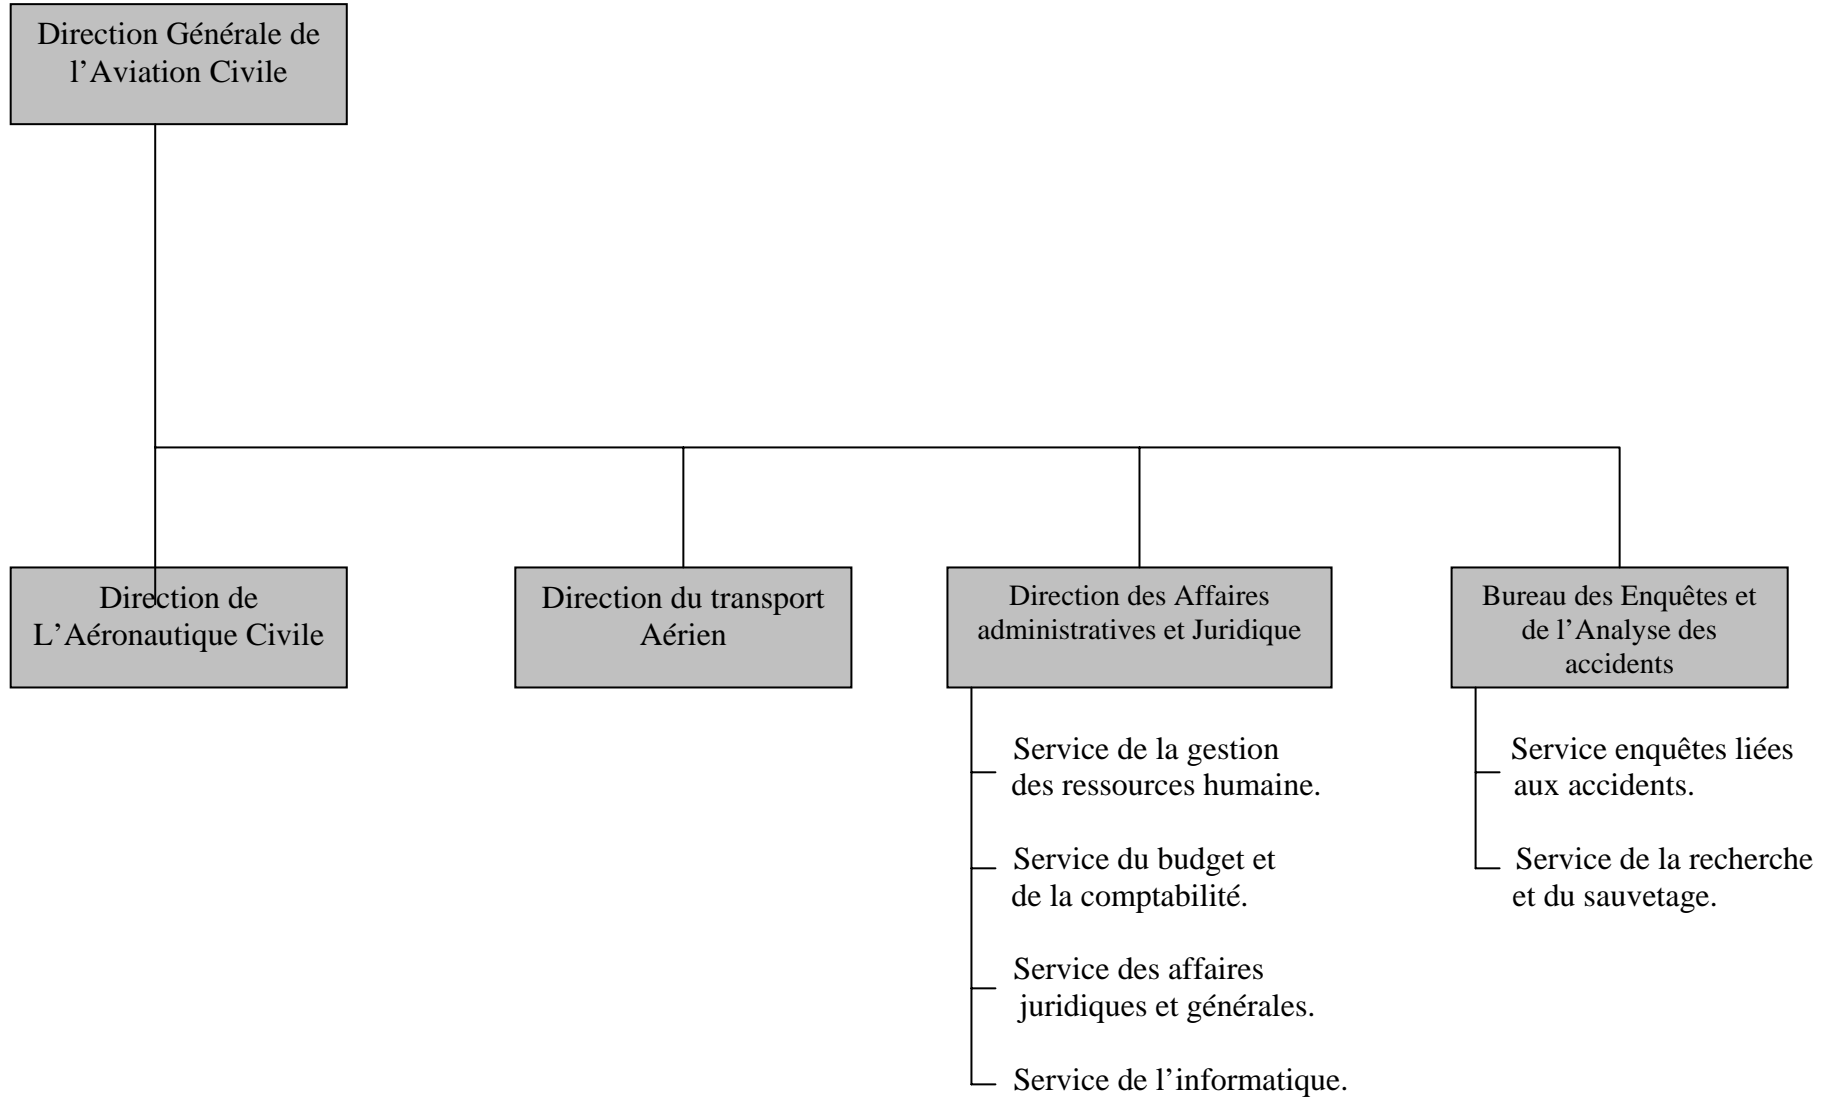 Direction Générale de
l’Aviation Civile
Direction de
L’Aéronautique Civile
Direction du transport
Aérien
Direction des Affaires
administratives et Juridique
Bureau des Enquêtes et
de l’Analyse des
accidents
Service de la gestion
des ressources humaine.
Service du budget et
de la comptabilité.
Service des affaires
juridiques et générales.
Service de l’informatique.
Service enquêtes liées
aux accidents.
Service de la recherche
et du sauvetage.